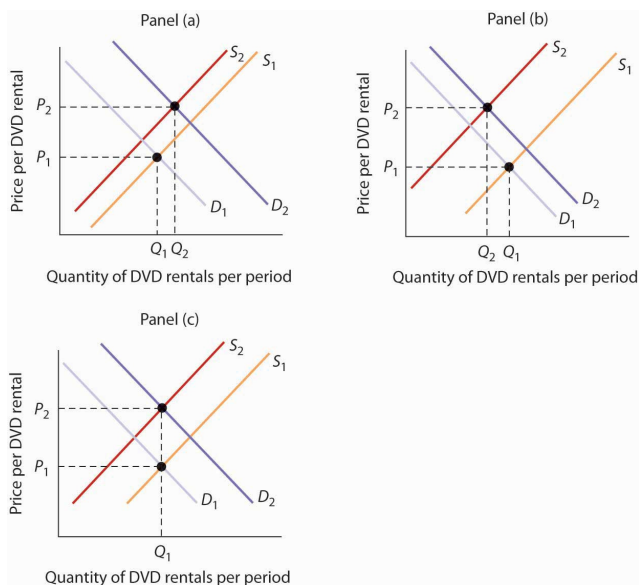 Panel (a)
Price per DVD rental
P2
P1
S2
S1
D1
D2
Q1 Q2
Quantity of DVD rentals per period
Panel (b)
Price per DVD rental
P2
P1
S2
S1
D2
D1
Q2 Q1
Quantity of DVD rentals per period
Panel (c)
Price per DVD rental
P2
P1
S2
S1
D1
D2
Q1
Quantity of DVD rentals per period